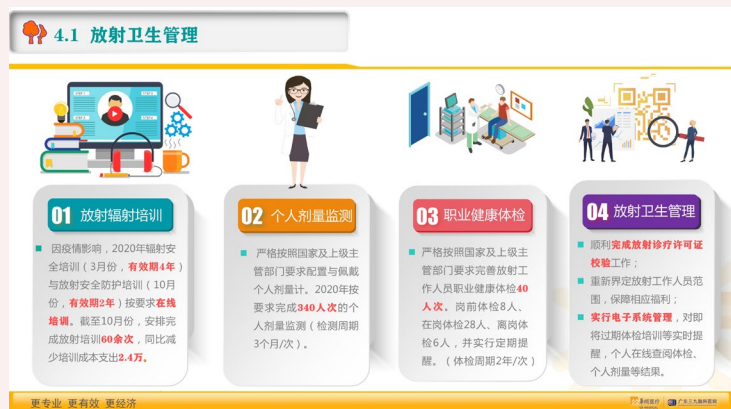 4.1 放射卫生管理
01 放射辐射培训
因疫情影响，2020年辐射安
全培训（3月份，有效期4年）
与放射安全防护培训（10月
份，有效期2年）按要求在线
培训。截至10月份，安排完
成放射培训60余次，同比减
少培训成本支出2.4万。
02 个人剂量监测
严格按照国家及上级主
管部门要求配置与佩戴
个人剂量计。2020年按
要求完成340人次的个
人剂量监测（检测周期
3个月/次）。
03 职业健康体检
严格按照国家及上级主
管部门要求完善放射工
作人员职业健康体检40
人次。岗前体检8人、
在岗体检28人、离岗体
检6人，并实行定期提
醒。（体检周期2年/次）
04 放射卫生管理
顺利完成放射诊疗许可证
校验工作；
重新界定放射工作人员范
围，保障相应福利；
实行电子系统管理，对即
将过期体检培训等实时提
醒，个人在线查阅体检、
个人剂量等结果。
更专业 更有效 更经济
广东三九脑科医院